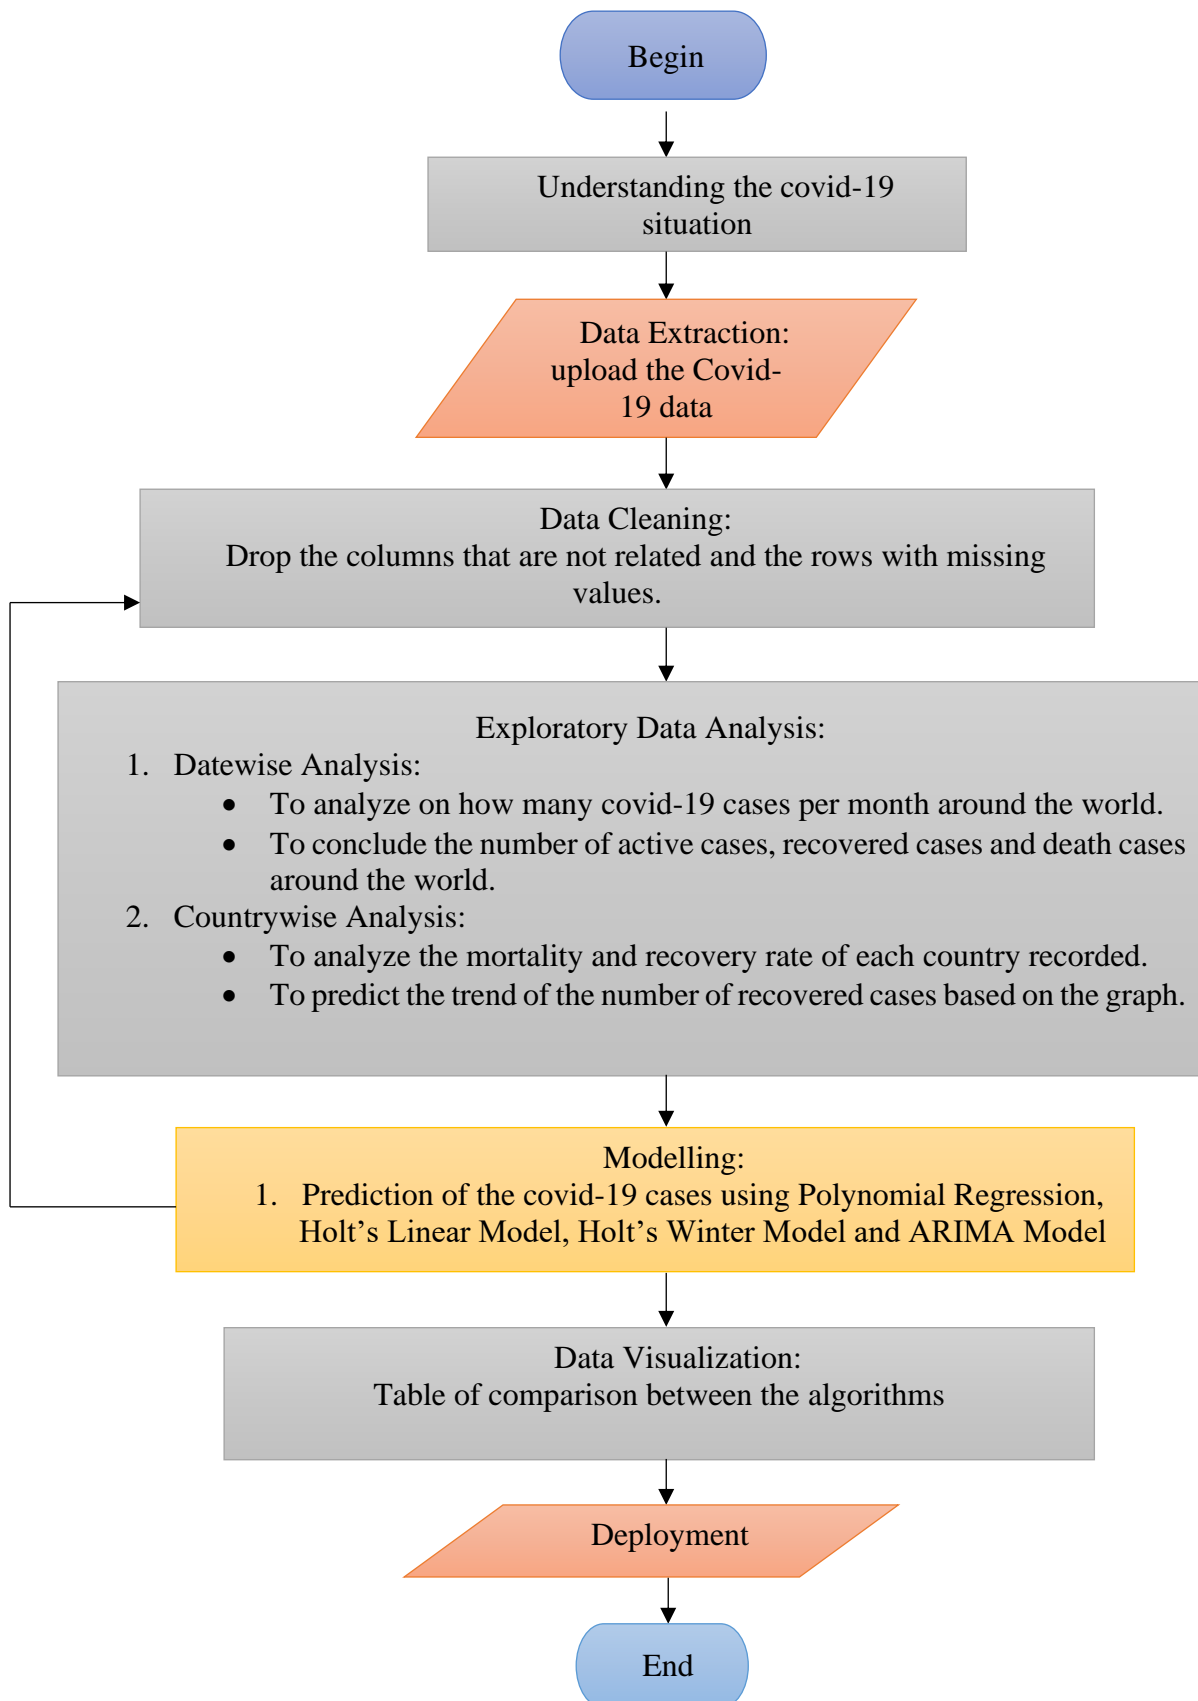 Begin
Understanding the covid-19
situation
Data Extraction:
upload the Covid-
19 data
Data Cleaning:
Drop the columns that are not related and the rows with missing
values.
Exploratory Data Analysis:
1. Datewise Analysis:
• To analyze on how many covid-19 cases per month around the world.
• To conclude the number of active cases, recovered cases and death cases
around the world.
2. Countrywise Analysis:
• To analyze the mortality and recovery rate of each country recorded.
• To predict the trend of the number of recovered cases based on the graph.
Modelling:
1. Prediction of the covid-19 cases using Polynomial Regression,
Holt’s Linear Model, Holt’s Winter Model and ARIMA Model
Data Visualization:
Table of comparison between the algorithms
Deployment
End